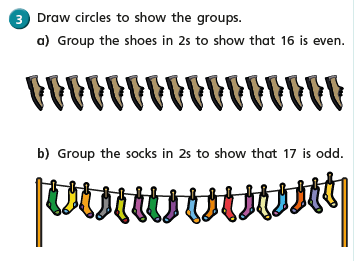 3 Draw circles to show the groups.
a) Group the shoes in 2s to show that 16 is even.
b) Group the socks in 2s to show that 17 is odd.